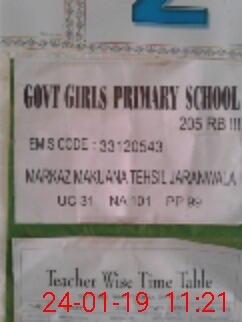 GOVT GIRLS PRIMARY SCHOOL
205 RB III
EMIS CODE : 33120543
MARKAZ MAKUANA TEHSIL JARANWALA
UC 31 NA 101 PP 99
Teacher Wise Time Table
24-01-19 11:21